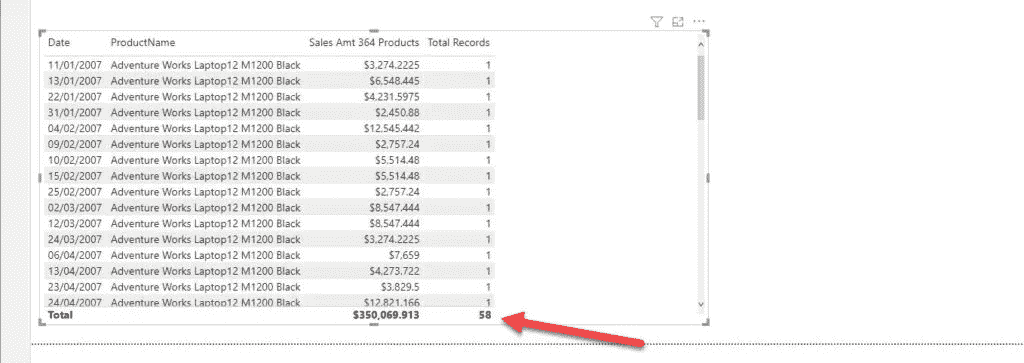 Date ProductName Sales Amt 364 Products Total Records
11/01/2007 Adventure Works Laptop12 M1200 Black $3,274.2225 1
13/01/2007 Adventure Works Laptop12 M1200 Black $6,548.445 1
22/01/2007 Adventure Works Laptop12 M1200 Black $4,231.5975 1
31/01/2007 Adventure Works Laptop12 M1200 Black $2,450.88 1
04/02/2007 Adventure Works Laptop12 M1200 Black $12,545.442 1
09/02/2007 Adventure Works Laptop12 M1200 Black $2,757.24 1
10/02/2007 Adventure Works Laptop12 M1200 Black $5,514.48 1
15/02/2007 Adventure Works Laptop12 M1200 Black $5,514.48 1
25/02/2007 Adventure Works Laptop12 M1200 Black $2,757.24 1
02/03/2007 Adventure Works Laptop12 M1200 Black $8,547.444 1
12/03/2007 Adventure Works Laptop12 M1200 Black $8,547.444 1
24/03/2007 Adventure Works Laptop12 M1200 Black $3,274.2225 1
06/04/2007 Adventure Works Laptop12 M1200 Black $7,659 1
13/04/2007 Adventure Works Laptop12 M1200 Black $4,273.722 1
23/04/2007 Adventure Works Laptop12 M1200 Black $3,829.5 1
24/04/2007 Adventure Works Laptop12 M1200 Black $12,821.166 1
Total $350,069.913 58